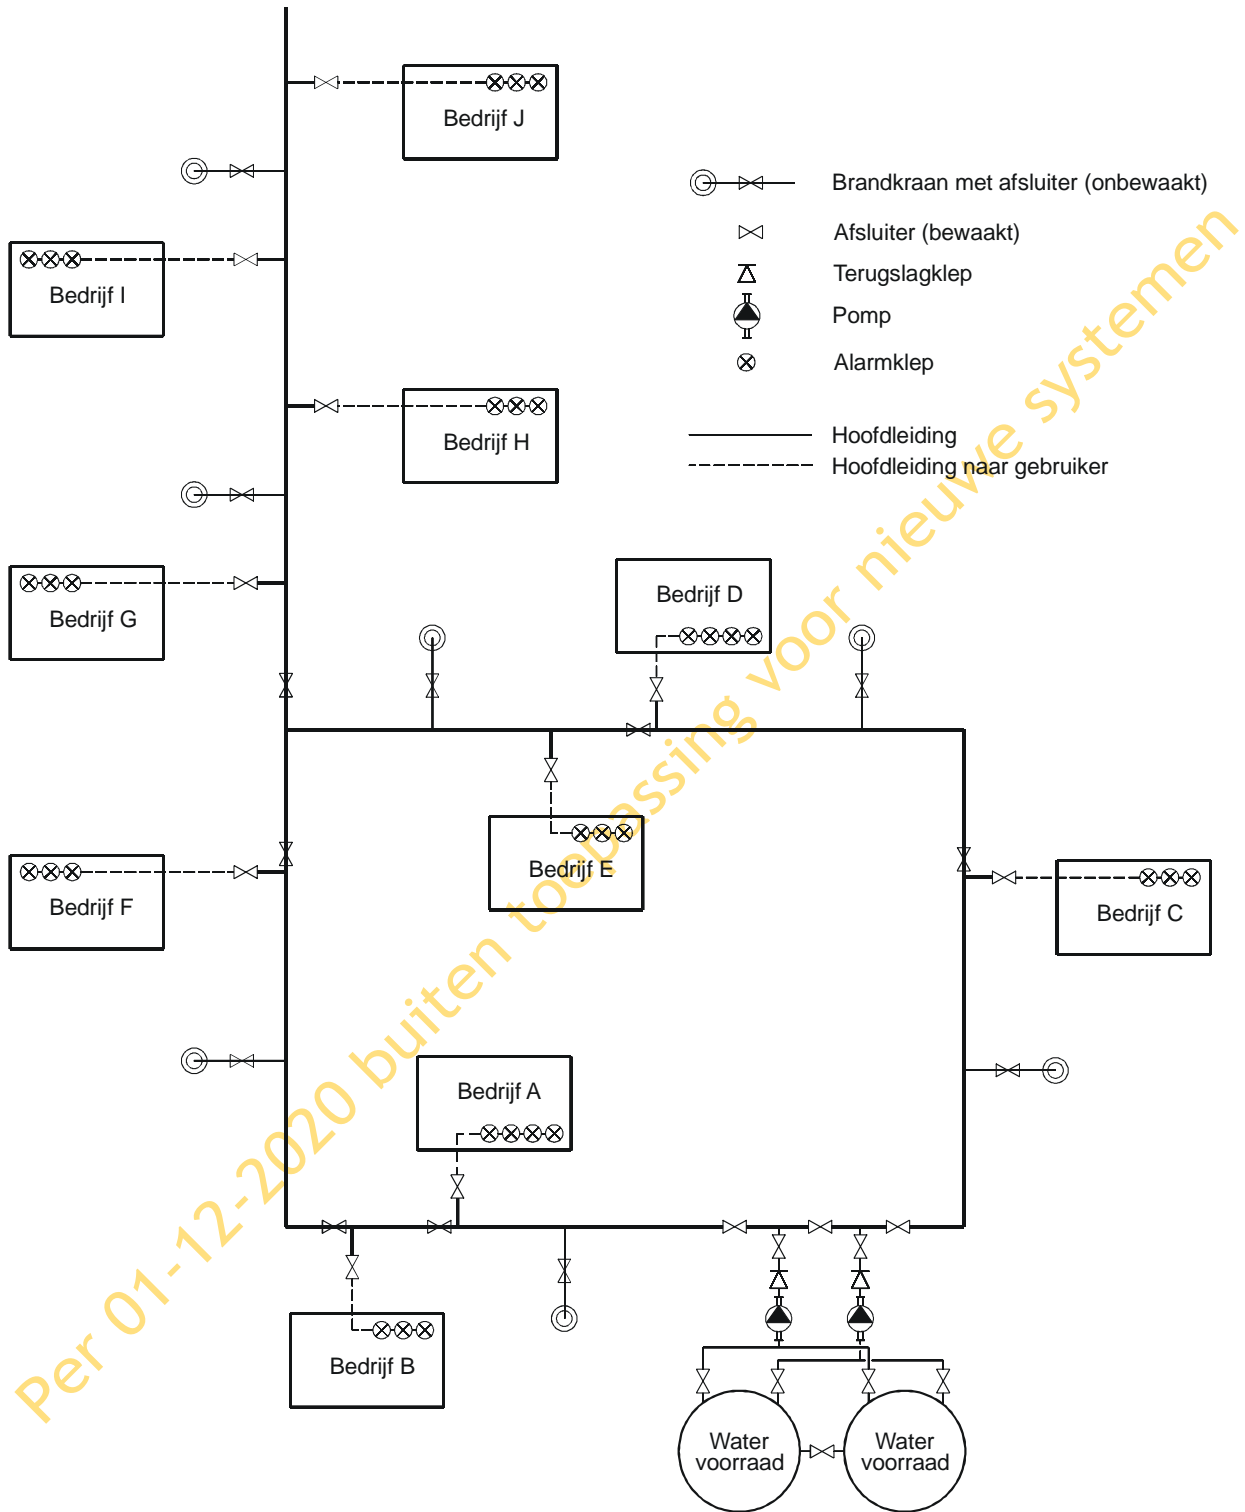 Bedrijf J
Brandkraan met afsluiter (onbewaakt)
Afsluiter (bewaakt)
Terugslagklep
Bedrijf I
Pomp
Alarmklep
Hoofdleiding
Bedrijf H
Hoofdleiding naar gebruiker
Bedrijf D
Bedrijf G
Bedrijf E
Bedrijf F
Bedrijf C
Bedrijf A
Bedrijf B
Water
voorraad
Water
voorraad
Per 01-12-2020 buiten toepassing voor nieuwe systemen